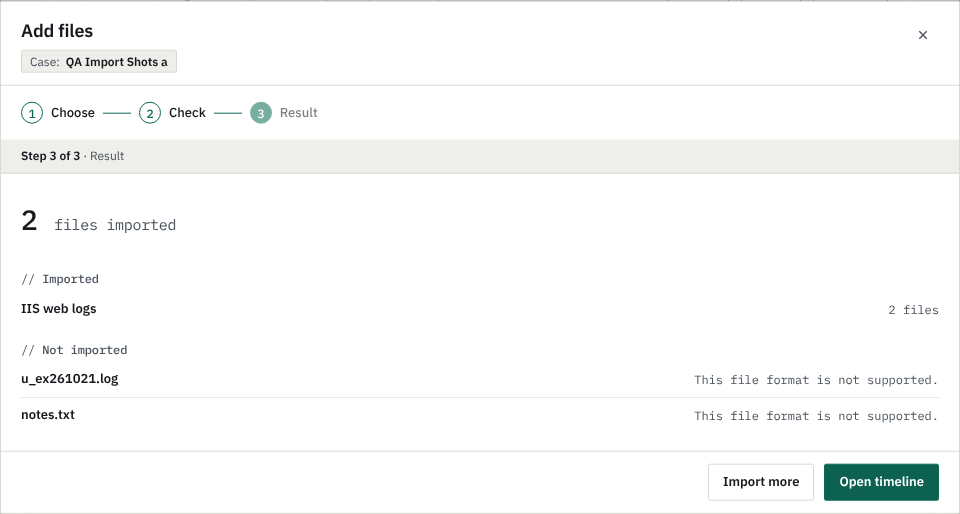 Add files
Case: QA Import Shots a
1 Choose 2 Check 3 Result
Step 3 of 3 · Result
2 files imported
// Imported
IIS web logs 2 files
// Not imported
u_ex261021.log This file format is not supported.
notes.txt This file format is not supported.
Import more Open timeline